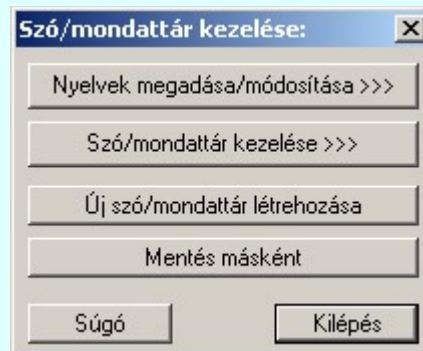 Szó/mondattár kezelése:
Nyelvek megadása/módosítása >>>
Szó/mondattár kezelése >>>
Új szó/mondattár létrehozása
Mentés másként
Súgó Kilépés